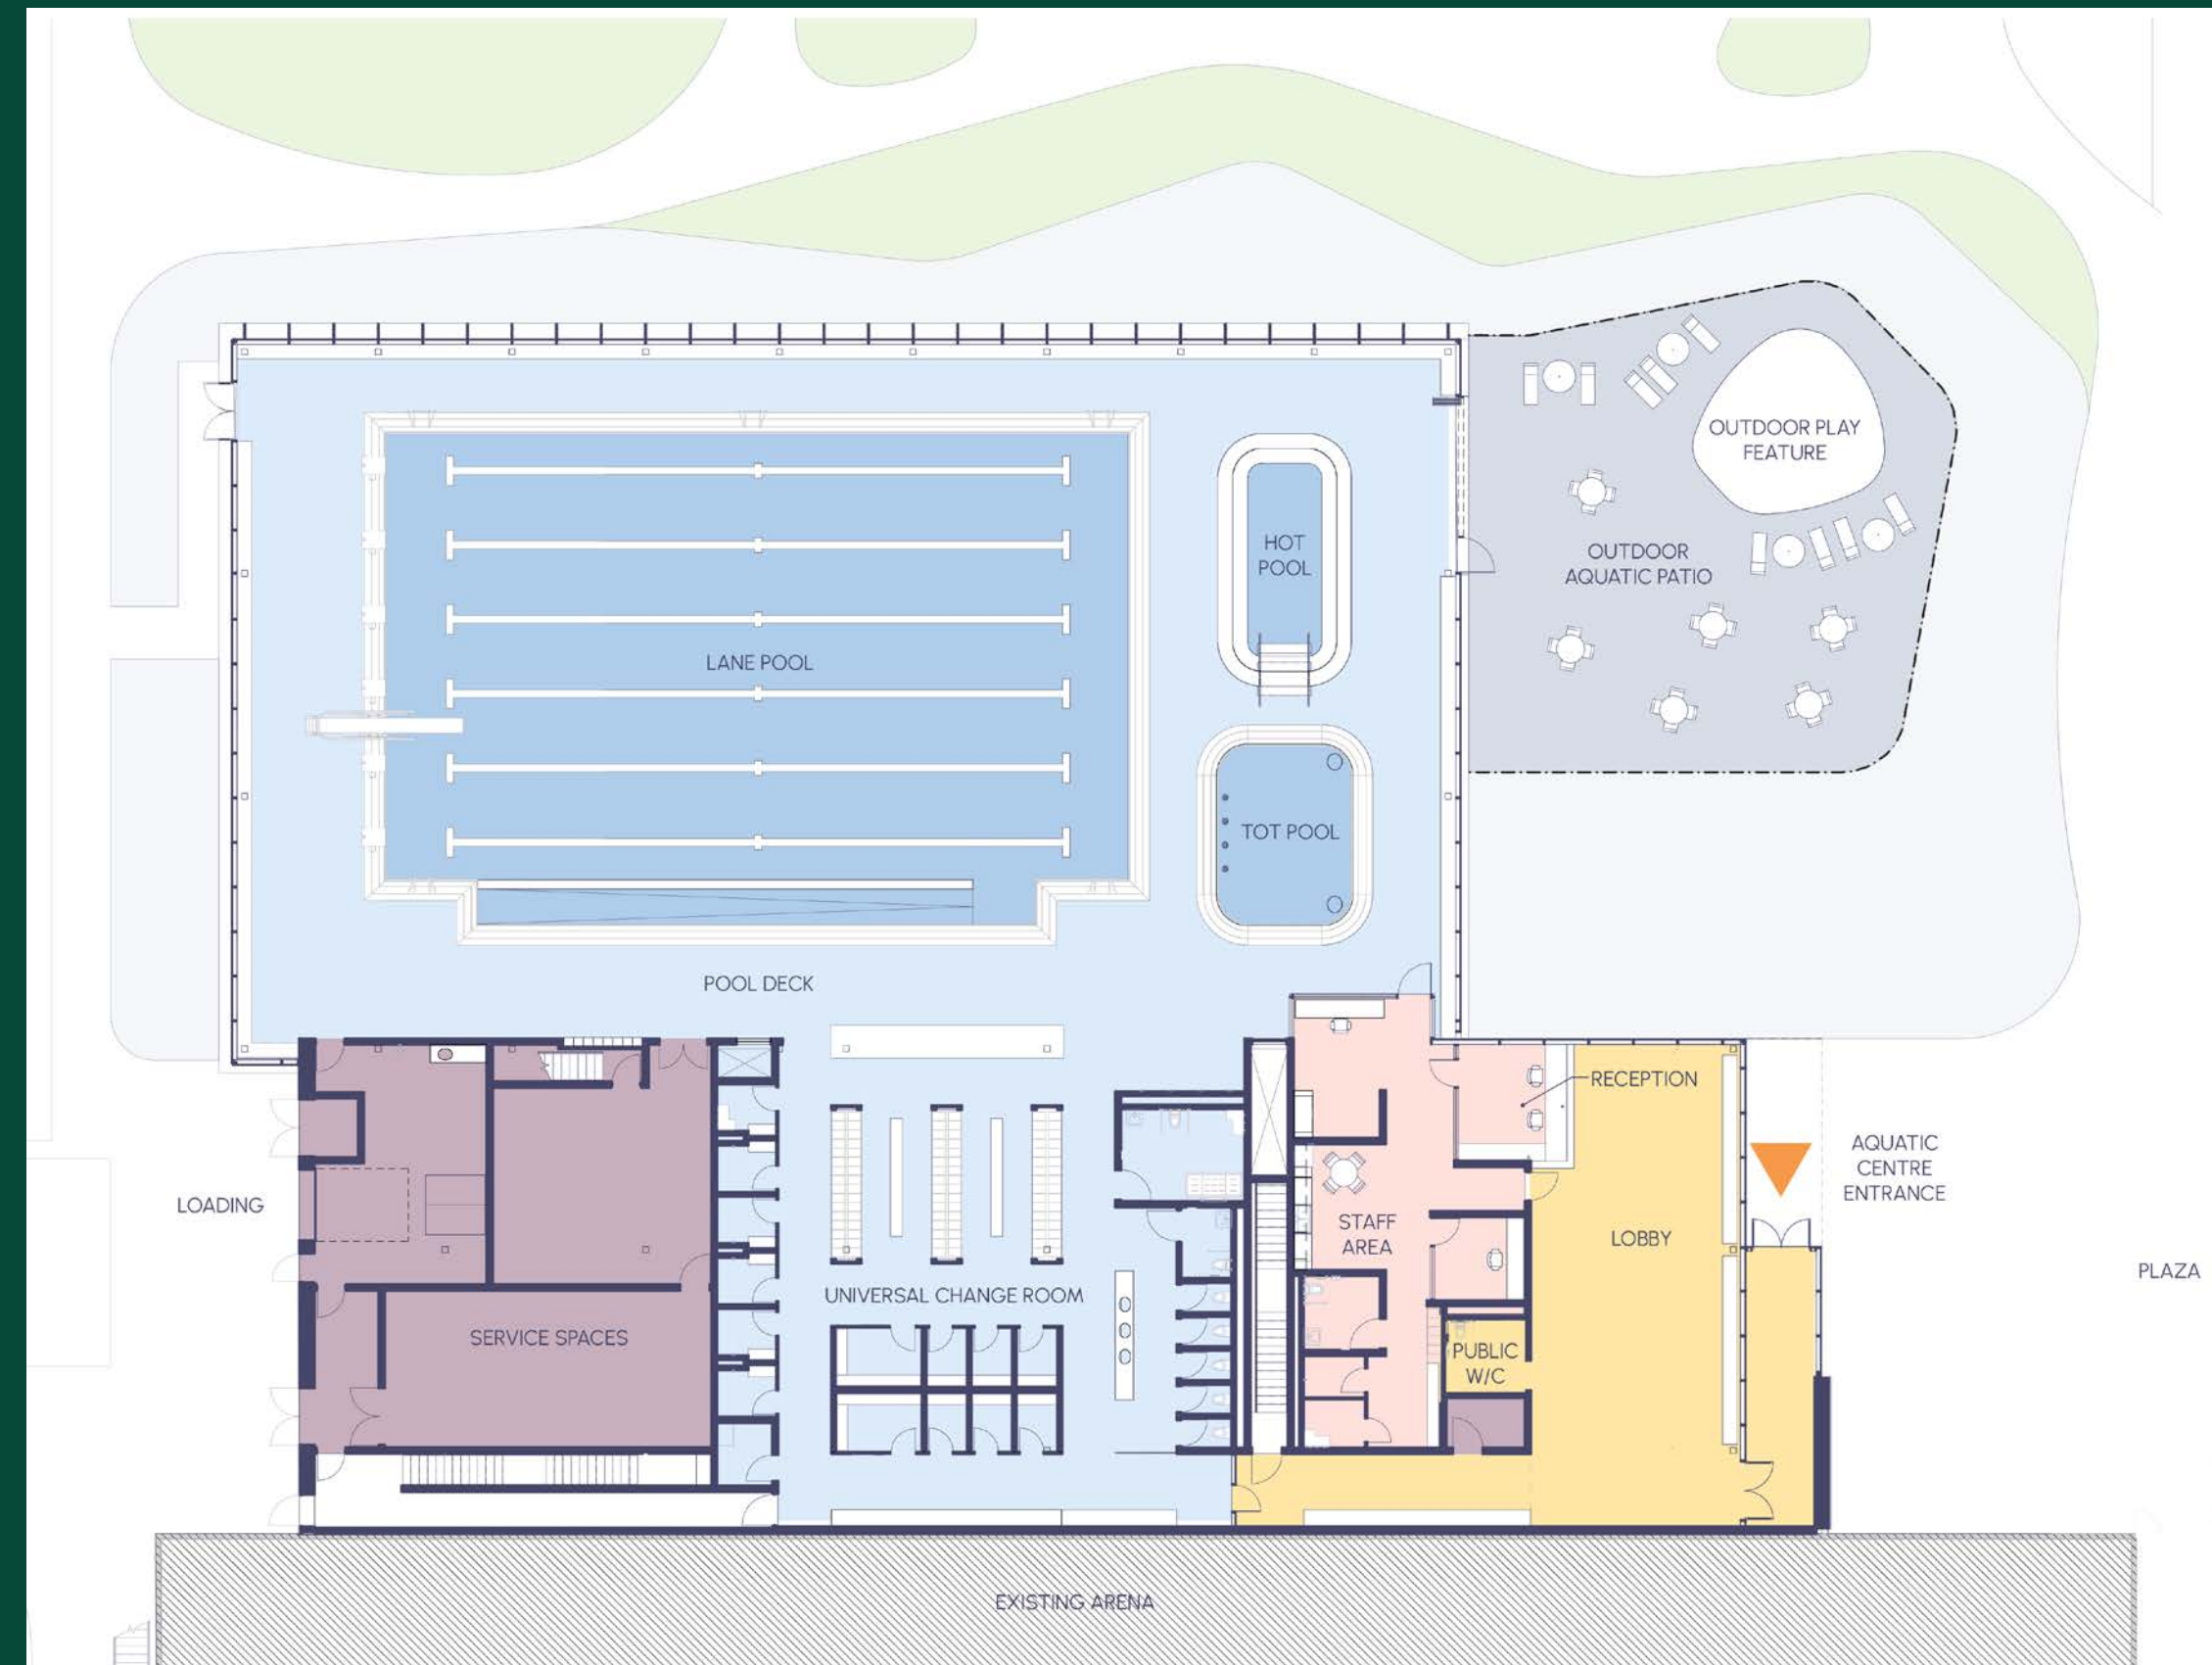 OUTDOOR PLAY
FEATURE
HOT
POOL
OUTDOOR
AQUATIC PATIO
LANE POOL
TOT POOL
POOL DECK
RECEPTION
AQUATIC
CENTRE
ENTRANCE
LOADING
STAFF
AREA
LOBBY
PLAZA
UNIVERSAL CHANGE ROOM
SERVICE SPACES
PUBLIC
W/C
EXISTING ARENA